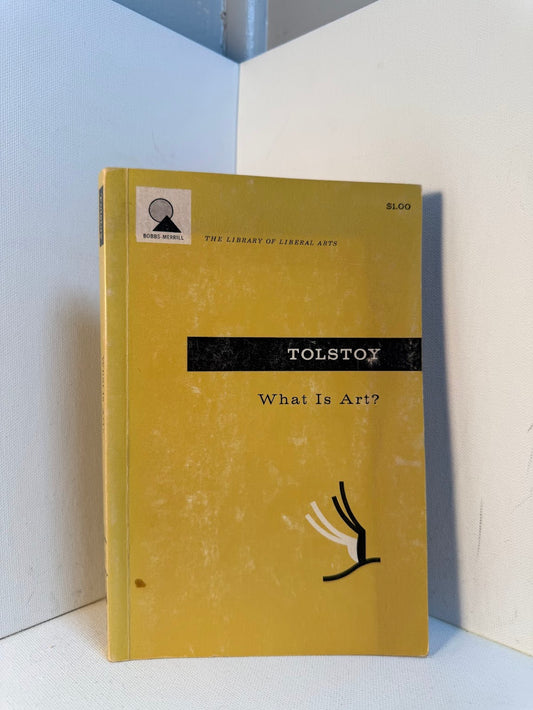 $1.00
BOBBS-MERRILL
THE LIBRARY OF LIBERAL ARTS
TOLSTOY
What Is Art?